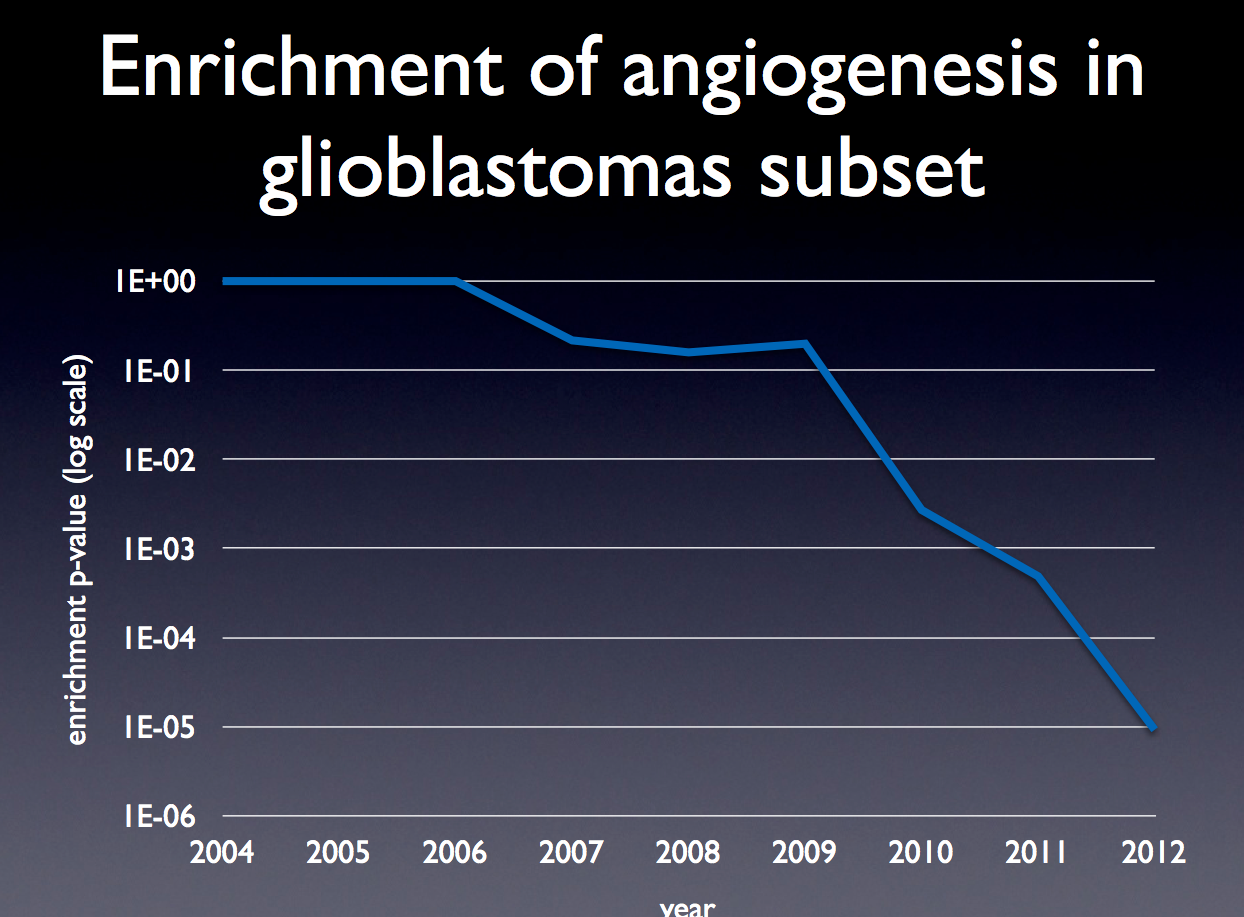 Enrichment of angiogenesis in
glioblastomas subset
1E+00
1E-01
1E-02
1E-03
1E-04
1E-05
1E-06
enrichment p-value (log scale)
2004 2005 2006 2007 2008 2009 2010 2011 2012
year